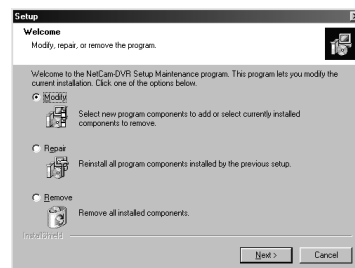 Setup
Welcome
Modify, repair, or remove the program.
Welcome to the NetCam-DVR Setup Maintenance program. This program lets you modify the
current installation. Click one of the options below.
Modify
Select new program components to add or select currently installed
components to remove.
Repair
Reinstall all program components installed by the previous setup.
Remove
Remove all installed components.
InstallShield
Next >
Cancel